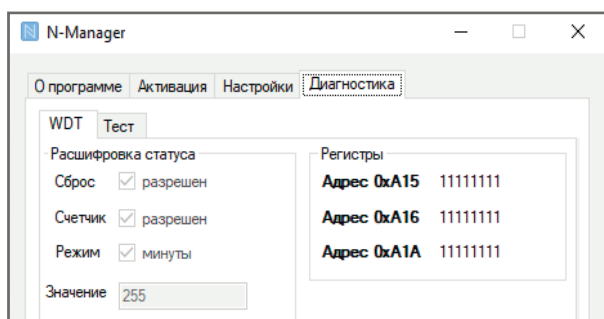 N-Manager
О программе Активация Настройки Диагностика
WDT Тест
Расшифровка статуса
Сброс разрешен
Счетчик разрешен
Режим минуты
Значение 255
Регистры
Адрес 0xA15 11111111
Адрес 0xA16 11111111
Адрес 0xA1A 11111111